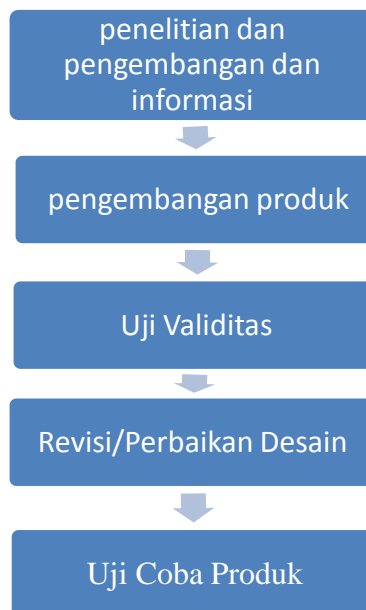 penelitian dan
pengembangan dan
informasi
pengembangan produk
Uji Validitas
Revisi/Perbaikan Desain
Uji Coba Produk